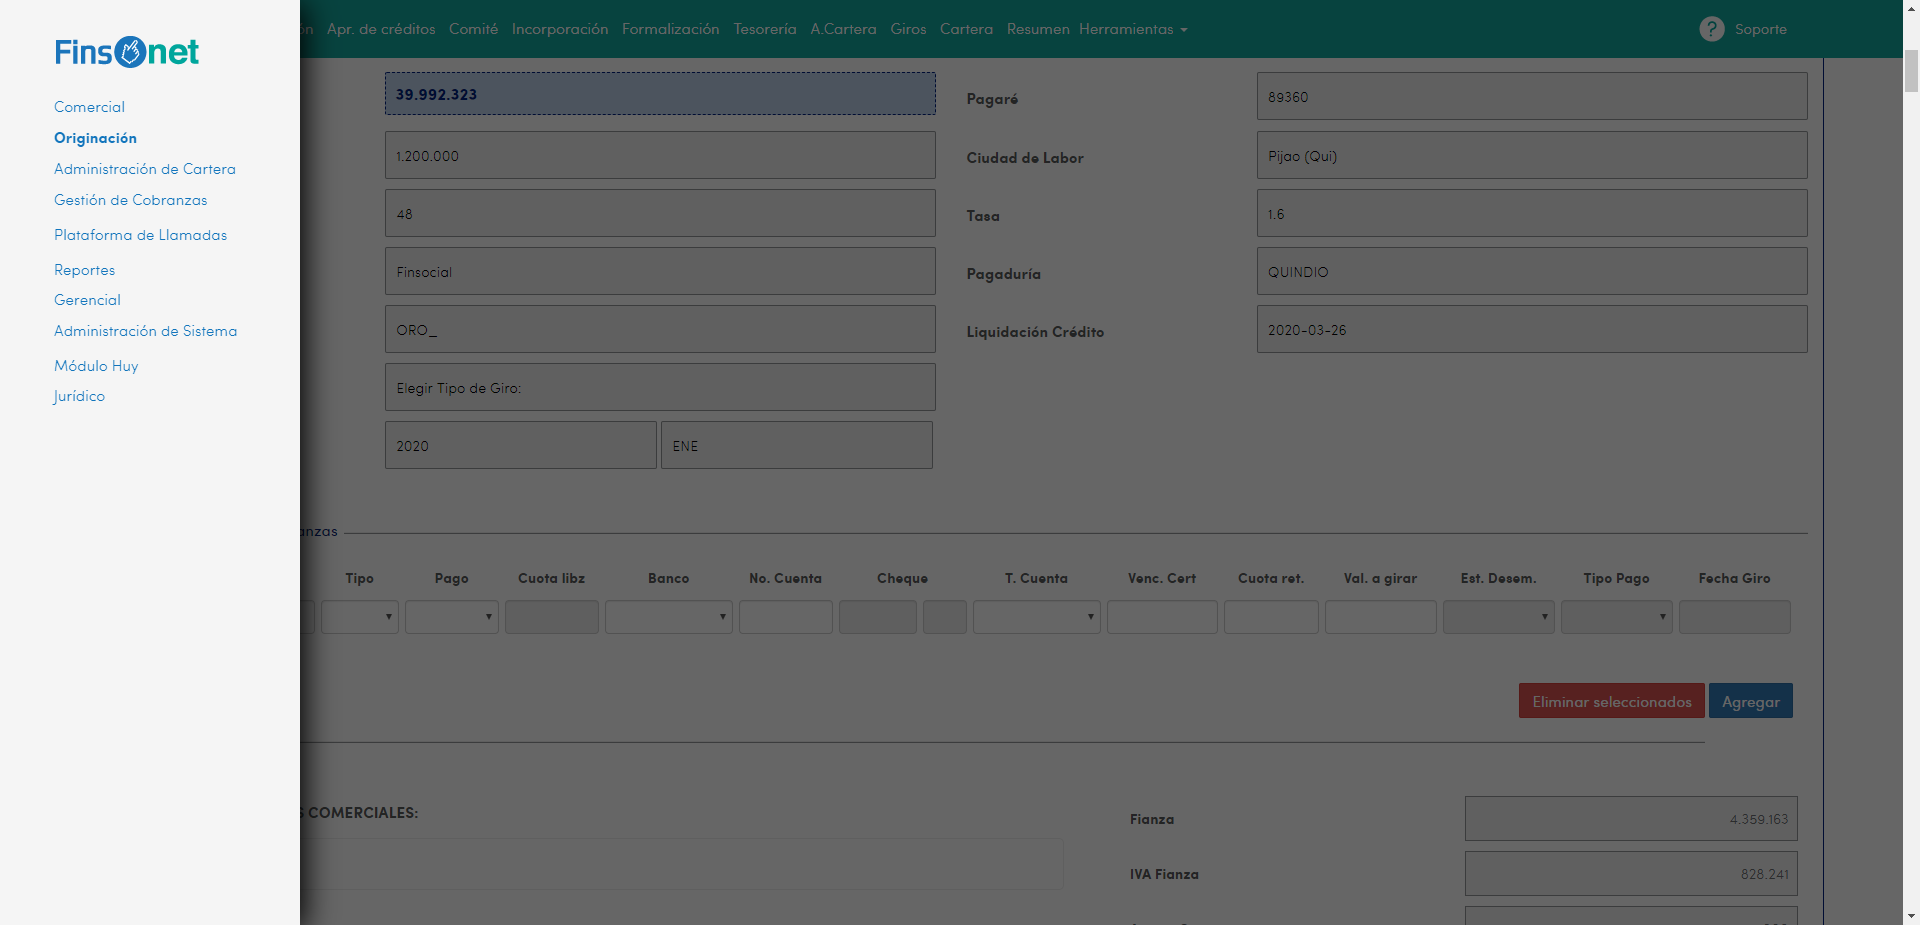 Finsonet
Comercial
Originación
Administración de Cartera
Gestión de Cobranzas
Plataforma de Llamadas
Reportes
Gerencial
Administración de Sistema
Módulo Huy
Jurídico
ón Apr. de créditos Comité Incorporación Formalización Tesorería A.Cartera Giros Cartera Resumen Herramientas
? Soporte
39.992.323 Pagaré 89360
1.200.000 Ciudad de Labor Pijao (Qui)
48 Tasa 1.6
Finsocial Pagaduría QUINDIO
ORO_ Liquidación Crédito 2020-03-26
Elegir Tipo de Giro:
2020 ENE
anzas
Tipo Pago Cuota libz Banco No. Cuenta Cheque T. Cuenta Venc. Cert Cuota ret. Val. a girar Est. Desem. Tipo Pago Fecha Giro
Eliminar seleccionados Agregar
S COMERCIALES:
Fianza 4.359.163
IVA Fianza 828.241